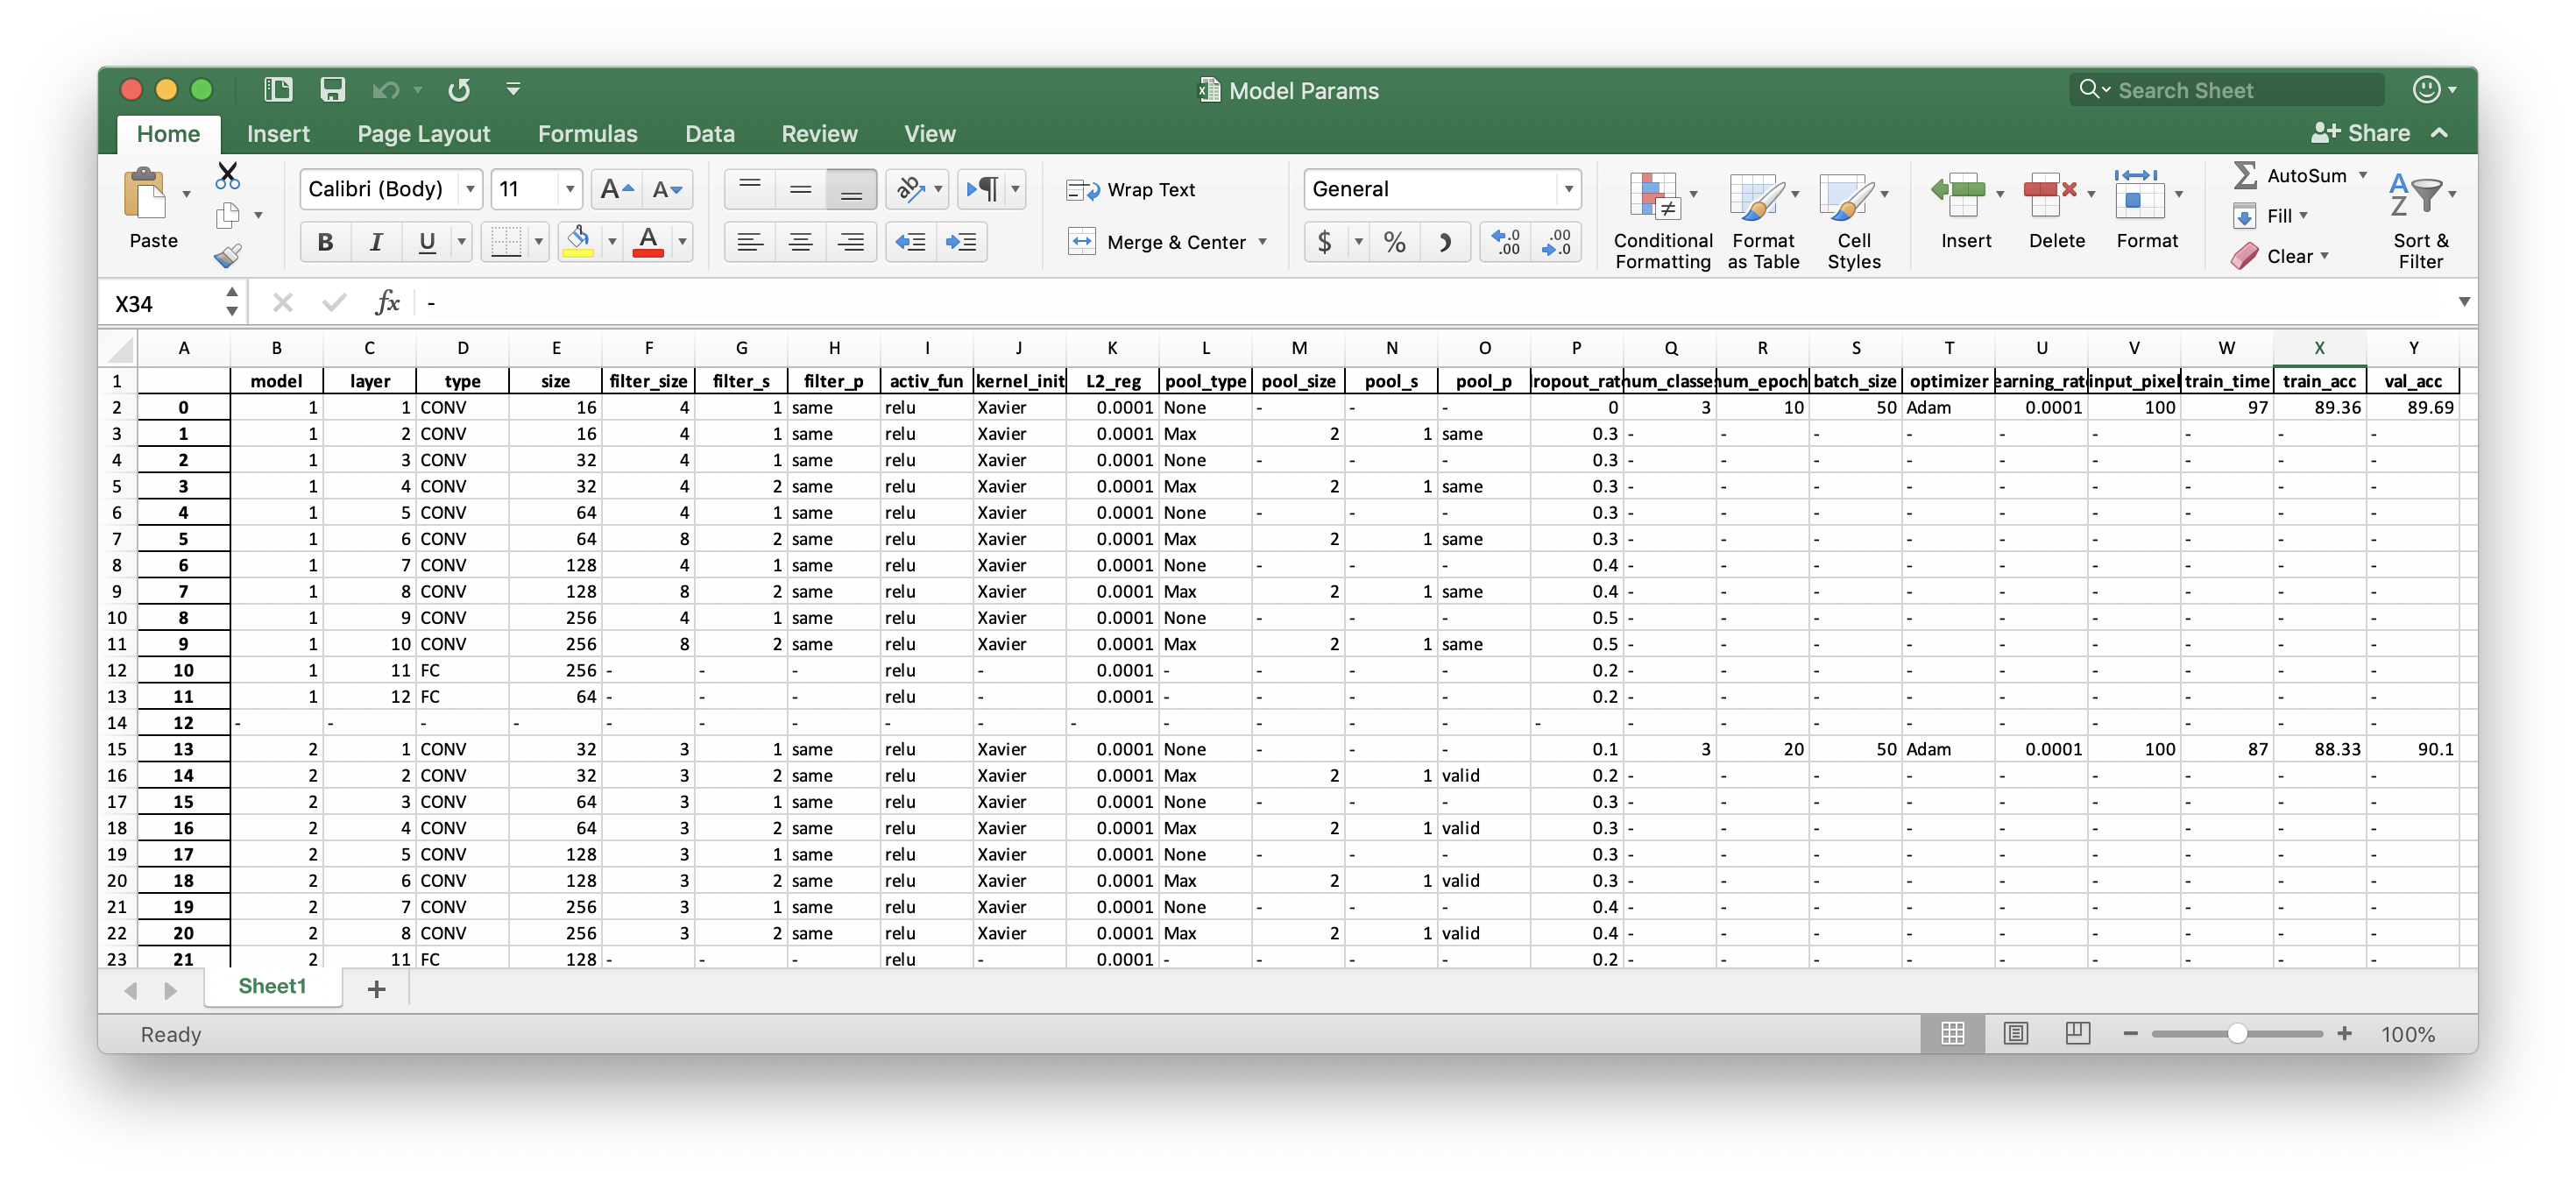 Model Params
Search Sheet
Home Insert Page Layout Formulas Data Review View Share
Paste
Calibri (Body) 11 A A
B I U A
Wrap Text
Merge & Center
General
$ % .0 .00 .00 .0
Conditional Formatting
Format as Table
Cell Styles
Insert
Delete
Format
AutoSum
Fill
Clear
A Z
Sort & Filter
X34 fx -
A B C D E F G H I J K L M N O P Q R S T U V W X Y
1 model layer type size filter_size filter_s filter_p activ_fun kernel_init L2_reg pool_type pool_size pool_s pool_p ropout_rat num_classe num_epoch batch_size optimizer earning_rat input_pixel train_time train_acc val_acc
2 0 1 1 CONV 16 4 1 same relu Xavier 0.0001 None - - - 0 3 10 50 Adam 0.0001 100 97 89.36 89.69
3 1 1 2 CONV 16 4 1 same relu Xavier 0.0001 Max 2 1 same 0.3 - - - - - - - - -
4 2 1 3 CONV 32 4 1 same relu Xavier 0.0001 None - - - 0.3 - - - - - - - - -
5 3 1 4 CONV 32 4 2 same relu Xavier 0.0001 Max 2 1 same 0.3 - - - - - - - - -
6 4 1 5 CONV 64 4 1 same relu Xavier 0.0001 None - - - 0.3 - - - - - - - - -
7 5 1 6 CONV 64 8 2 same relu Xavier 0.0001 Max 2 1 same 0.3 - - - - - - - - -
8 6 1 7 CONV 128 4 1 same relu Xavier 0.0001 None - - - 0.4 - - - - - - - - -
9 7 1 8 CONV 128 8 2 same relu Xavier 0.0001 Max 2 1 same 0.4 - - - - - - - - -
10 8 1 9 CONV 256 4 1 same relu Xavier 0.0001 None - - - 0.5 - - - - - - - - -
11 9 1 10 CONV 256 8 2 same relu Xavier 0.0001 Max 2 1 same 0.5 - - - - - - - - -
12 10 1 11 FC 256 - - - relu - 0.0001 - - - - 0.2 - - - - - - - - -
13 11 1 12 FC 64 - - - relu - 0.0001 - - - - 0.2 - - - - - - - - -
14 12 - - - - - - - - - - - - - - - - - - - - - - - -
15 13 2 1 CONV 32 3 1 same relu Xavier 0.0001 None - - - 0.1 3 20 50 Adam 0.0001 100 87 88.33 90.1
16 14 2 2 CONV 32 3 2 same relu Xavier 0.0001 Max 2 1 valid 0.2 - - - - - - - - -
17 15 2 3 CONV 64 3 1 same relu Xavier 0.0001 None - - - 0.3 - - - - - - - - -
18 16 2 4 CONV 64 3 2 same relu Xavier 0.0001 Max 2 1 valid 0.3 - - - - - - - - -
19 17 2 5 CONV 128 3 1 same relu Xavier 0.0001 None - - - 0.3 - - - - - - - - -
20 18 2 6 CONV 128 3 2 same relu Xavier 0.0001 Max 2 1 valid 0.3 - - - - - - - - -
21 19 2 7 CONV 256 3 1 same relu Xavier 0.0001 None - - - 0.4 - - - - - - - - -
22 20 2 8 CONV 256 3 2 same relu Xavier 0.0001 Max 2 1 valid 0.4 - - - - - - - - -
23 21 2 11 FC 128 - - - relu - 0.0001 - - - - 0.2 - - - - - - - - -
Sheet1 +
Ready 100%